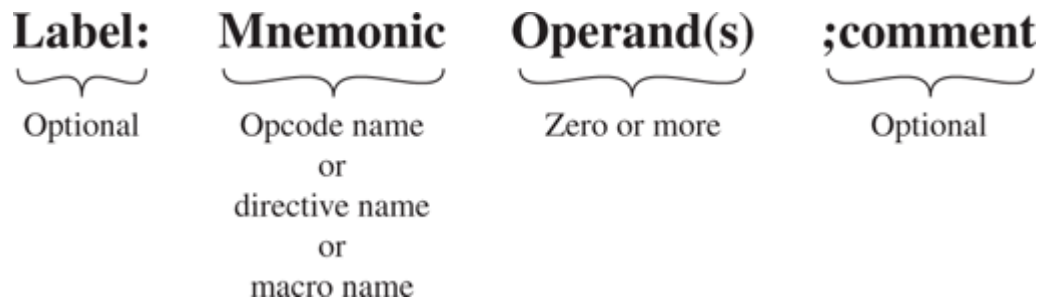 Label: Mnemonic Operand(s) ;comment
Optional Opcode name Zero or more Optional
or
directive name
or
macro name